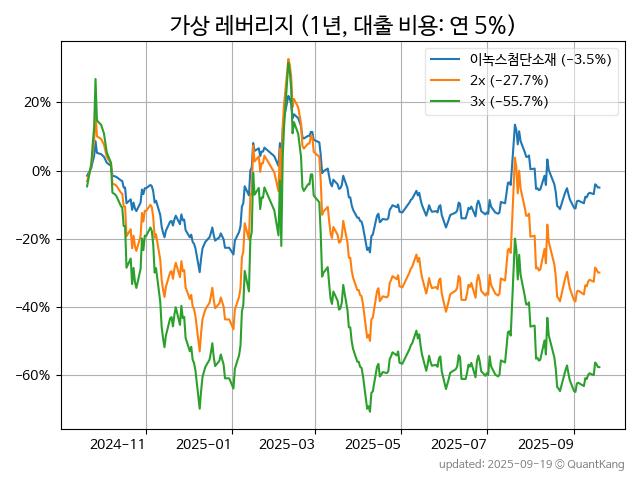 가상 레버리지 (1년, 대출 비용: 연 5%)
이녹스첨단소재 (−3.5%)
2x (−27.7%)
3x (−55.7%)
20%
0%
−20%
−40%
−60%
2024-11 2025-01 2025-03 2025-05 2025-07 2025-09
updated: 2025-09-19 © QuantKang